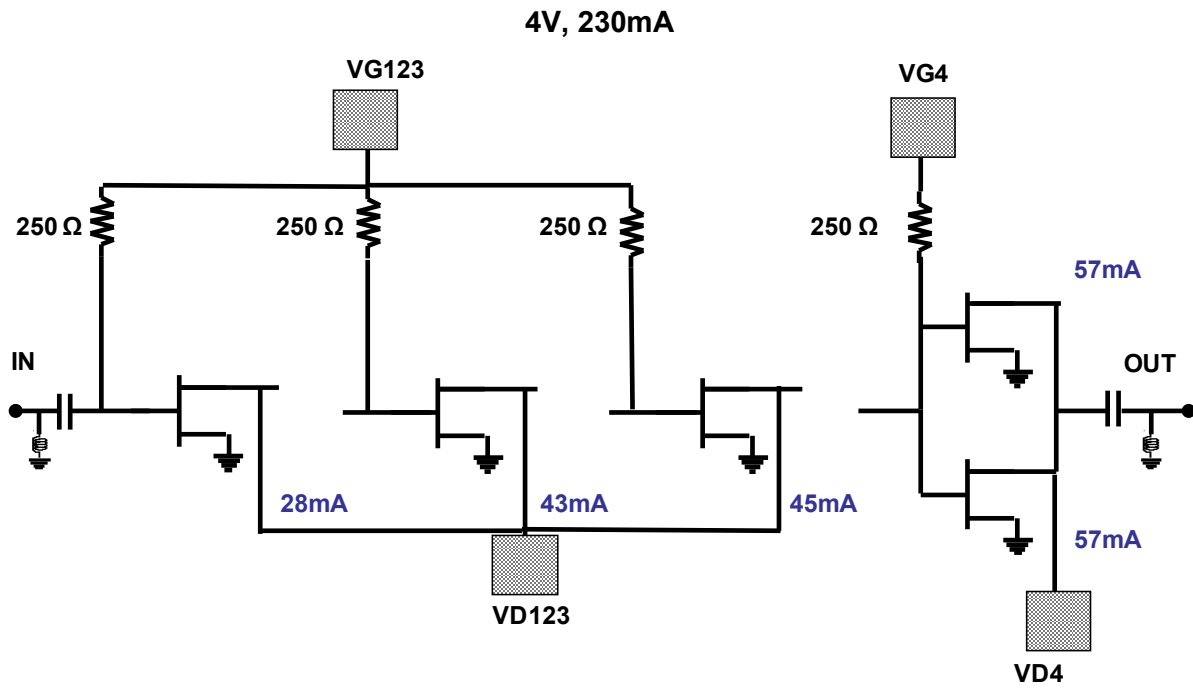 4V, 230mA
VG123
VG4
250 Ω
250 Ω
250 Ω
250 Ω
57mA
IN
OUT
28mA
43mA
45mA
57mA
VD123
VD4